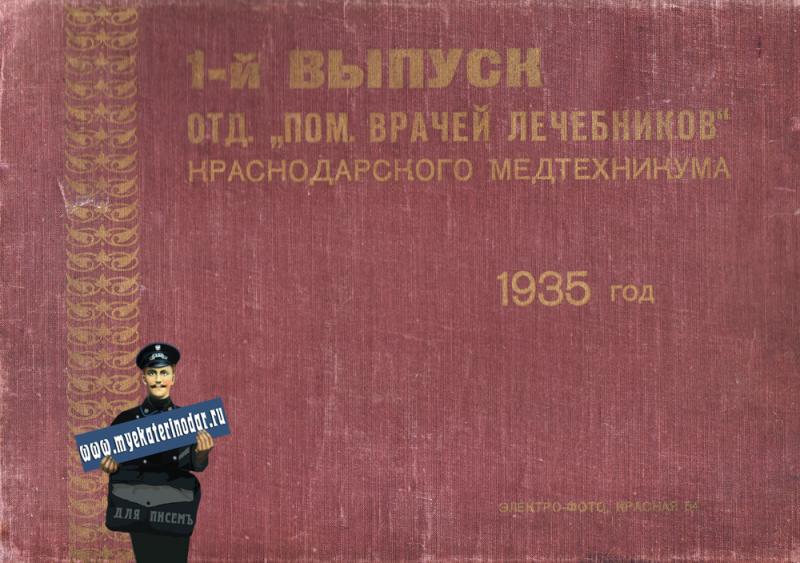 1-й ВЫПУСК
ОТД. „ПОМ. ВРАЧЕЙ ЛЕЧЕБНИКОВ“
КРАСНОДАРСКОГО МЕДТЕХНИКУМА
1935 ГОД
www.myekaterinodar.ru
ДЛЯ ПИСЕМЪ
ЭЛЕКТРО-ФОТО, КРАСНАЯ 54